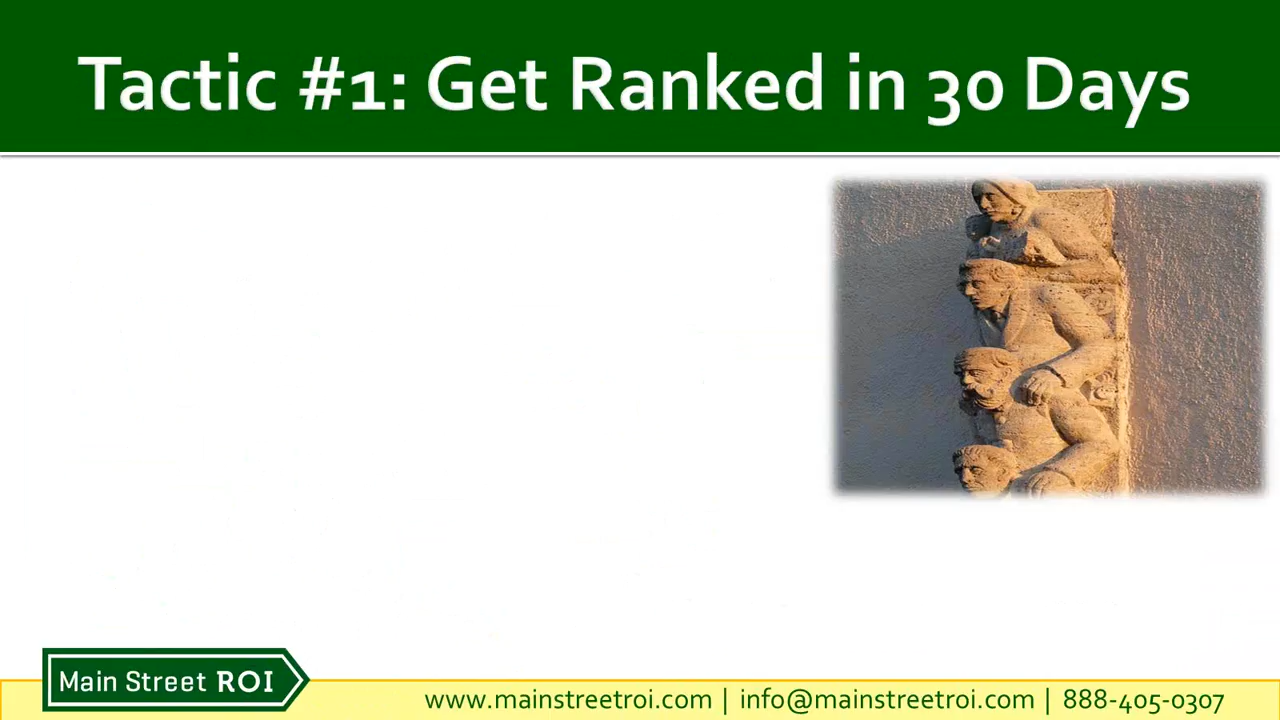 Tactic #1: Get Ranked in 30 Days
Main Street ROI
www.mainstreetroi.com | info@mainstreetroi.com | 888-405-0307